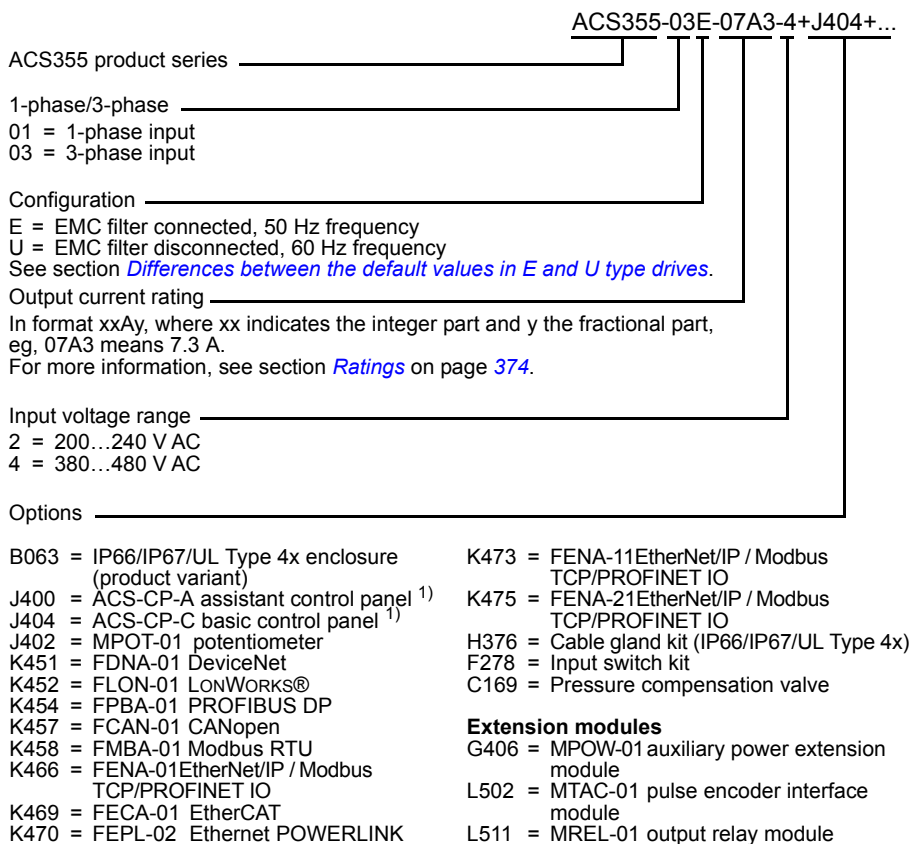 ACS355-03E-07A3-4+J404+...
ACS355 product series
1-phase/3-phase
01 = 1-phase input
03 = 3-phase input
Configuration
E = EMC filter connected, 50 Hz frequency
U = EMC filter disconnected, 60 Hz frequency
See section Differences between the default values in E and U type drives.
Output current rating
In format xxAy, where xx indicates the integer part and y the fractional part,
eg, 07A3 means 7.3 A.
For more information, see section Ratings on page 374.
Input voltage range
2 = 200…240 V AC
4 = 380…480 V AC
Options
B063 = IP66/IP67/UL Type 4x enclosure
(product variant)
J400 = ACS-CP-A assistant control panel 1)
J404 = ACS-CP-C basic control panel 1)
J402 = MPOT-01 potentiometer
K451 = FDNA-01 DeviceNet
K452 = FLON-01 LONWORKS®
K454 = FPBA-01 PROFIBUS DP
K457 = FCAN-01 CANopen
K458 = FMBA-01 Modbus RTU
K466 = FENA-01EtherNet/IP / Modbus
TCP/PROFINET IO
K469 = FECA-01 EtherCAT
K470 = FEPL-02 Ethernet POWERLINK
K473 = FENA-11EtherNet/IP / Modbus
TCP/PROFINET IO
K475 = FENA-21EtherNet/IP / Modbus
TCP/PROFINET IO
H376 = Cable gland kit (IP66/IP67/UL Type 4x)
F278 = Input switch kit
C169 = Pressure compensation valve
Extension modules
G406 = MPOW-01 auxiliary power extension
module
L502 = MTAC-01 pulse encoder interface
module
L511 = MREL-01 output relay module